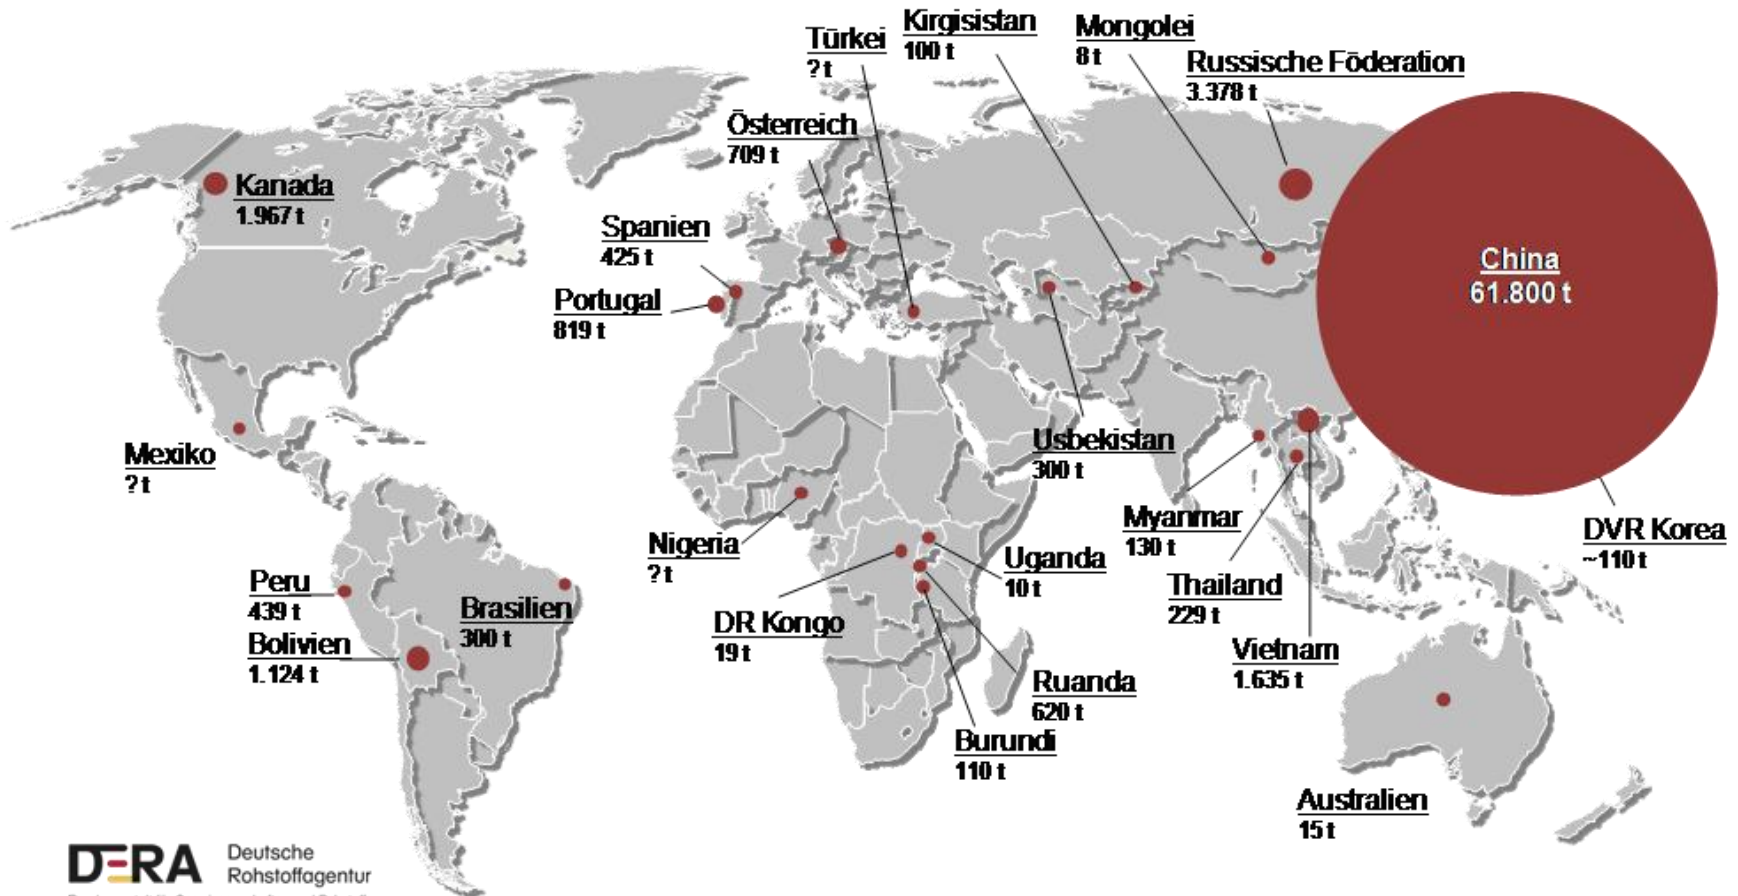 Türkei
? t
Kirgisistan
100 t
Mongolei
8 t
Russische Föderation
3.378 t
Österreich
709 t
Kanada
1.967 t
Spanien
425 t
Portugal
819 t
China
61.800 t
Mexiko
? t
Usbekistan
300 t
Nigeria
? t
Myanmar
130 t
DVR Korea
~110 t
Uganda
10 t
Peru
439 t
Brasilien
300 t
Thailand
229 t
DR Kongo
19 t
Bolivien
1.124 t
Vietnam
1.635 t
Ruanda
620 t
Burundi
110 t
Australien
15 t
DERA Deutsche
Rohstoffagentur